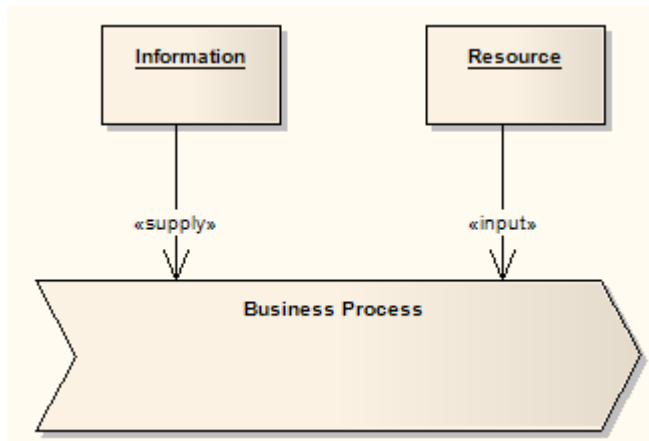 Information
Resource
«supply»
«input»
Business Process